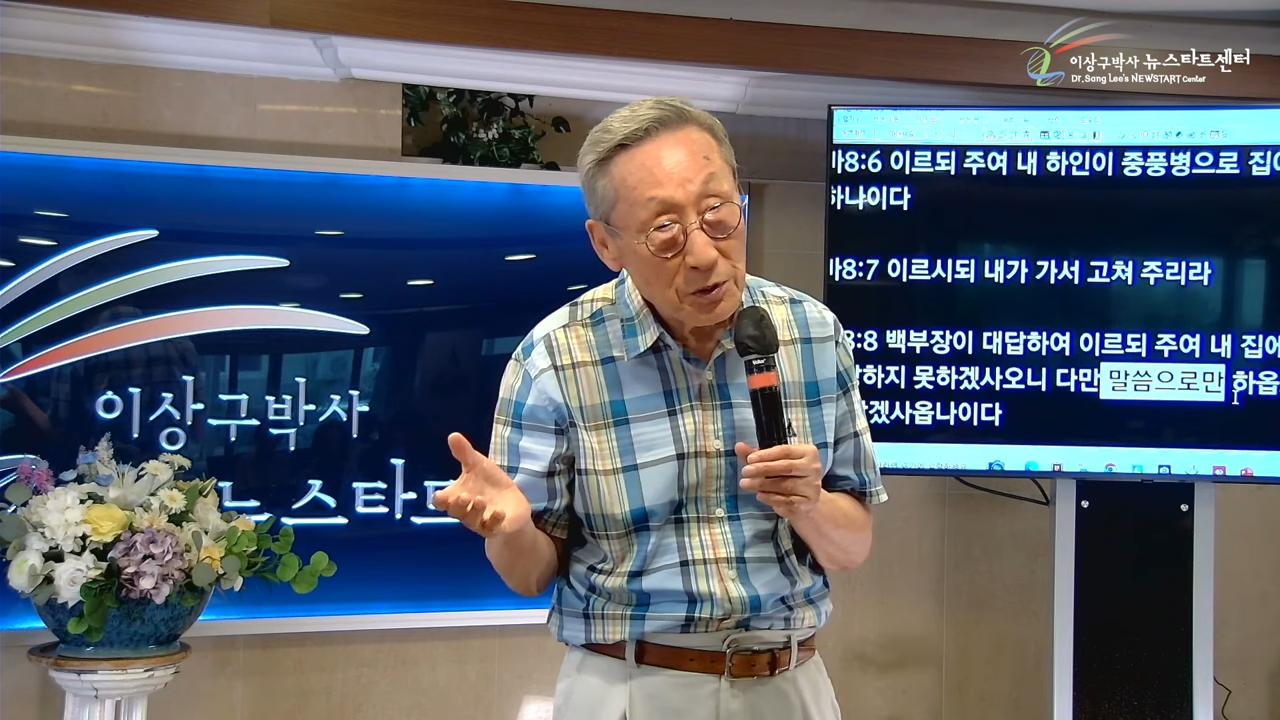 이상구박사 뉴스타트센터
Dr. Sang Lee's NEWSTART Center
8:6 이르되 주여 내 하인이 중풍병으로 집에
하나이다
8:7 이르시되 내가 가서 고쳐 주리라
8:8 백부장이 대답하여 이르되 주여 내 집에
하지 못하겠사오니 다만 말씀으로만 하옵
겠사옵나이다
이상구박사
뉴스타트